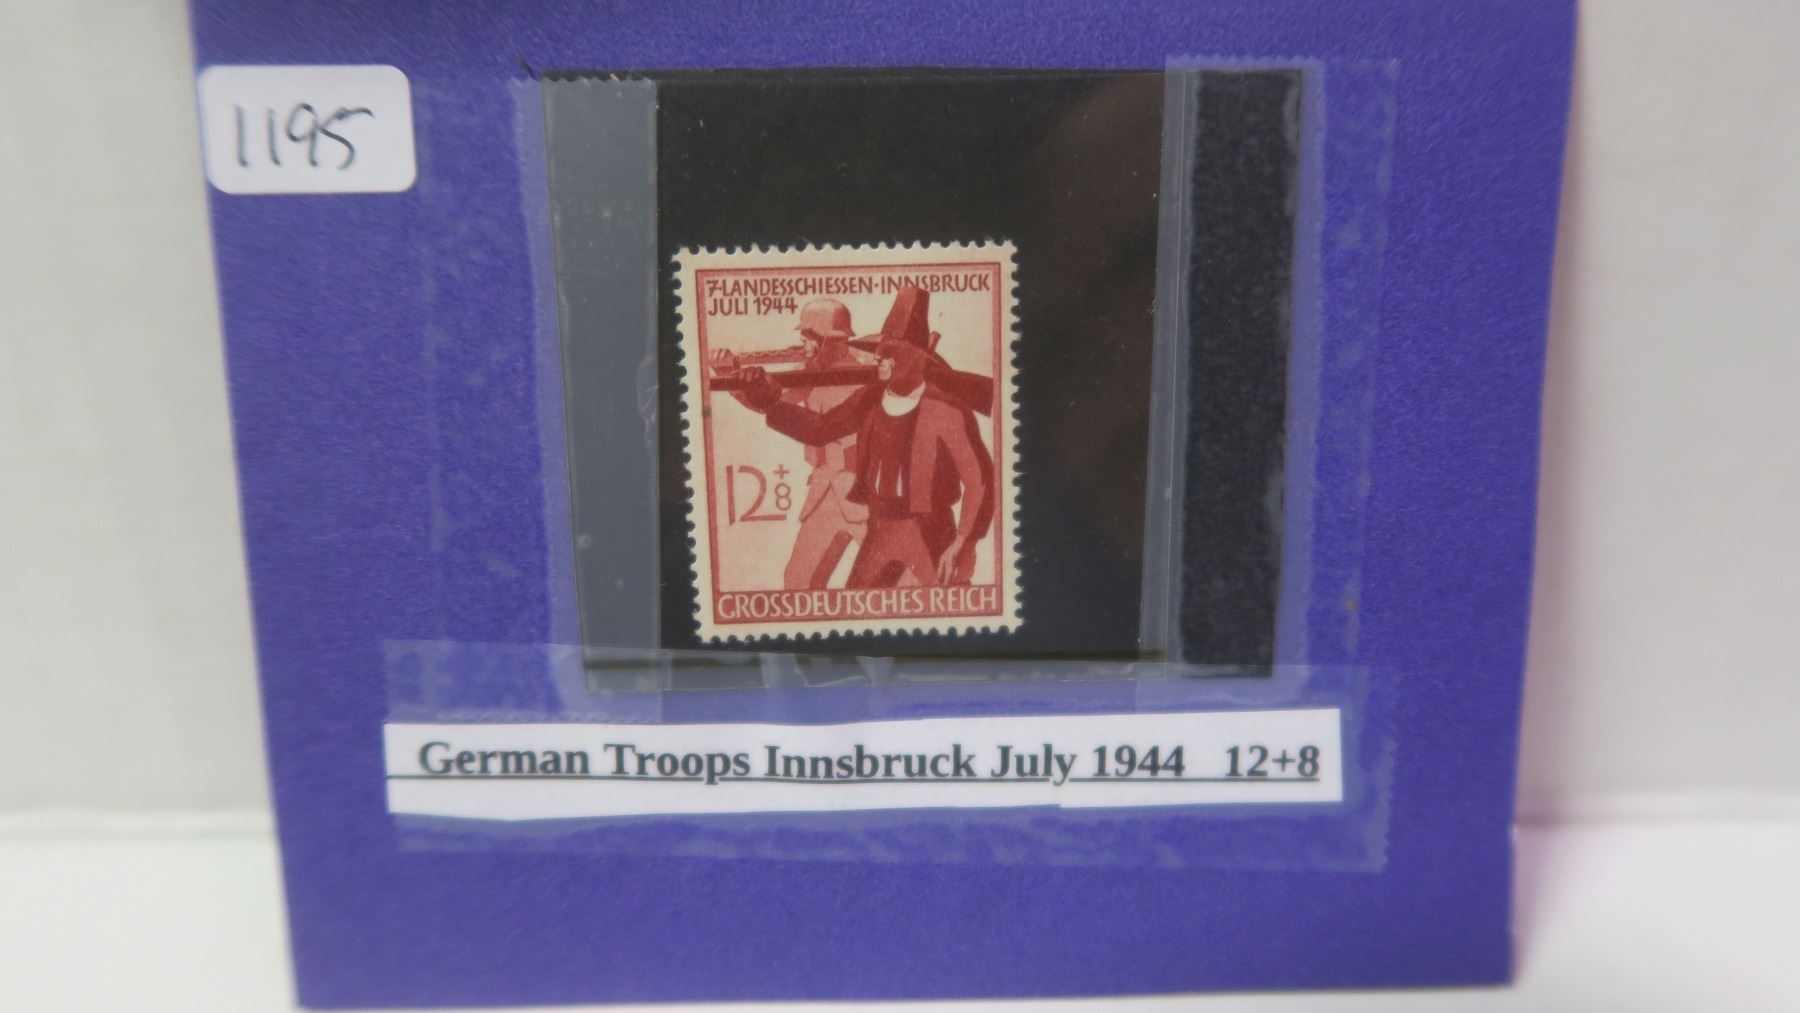 1195
7·LANDESSCHIESSEN·INNSBRUCK
JULI 1944
12+8
GROSSDEUTSCHES REICH
German Troops Innsbruck July 1944 12+8